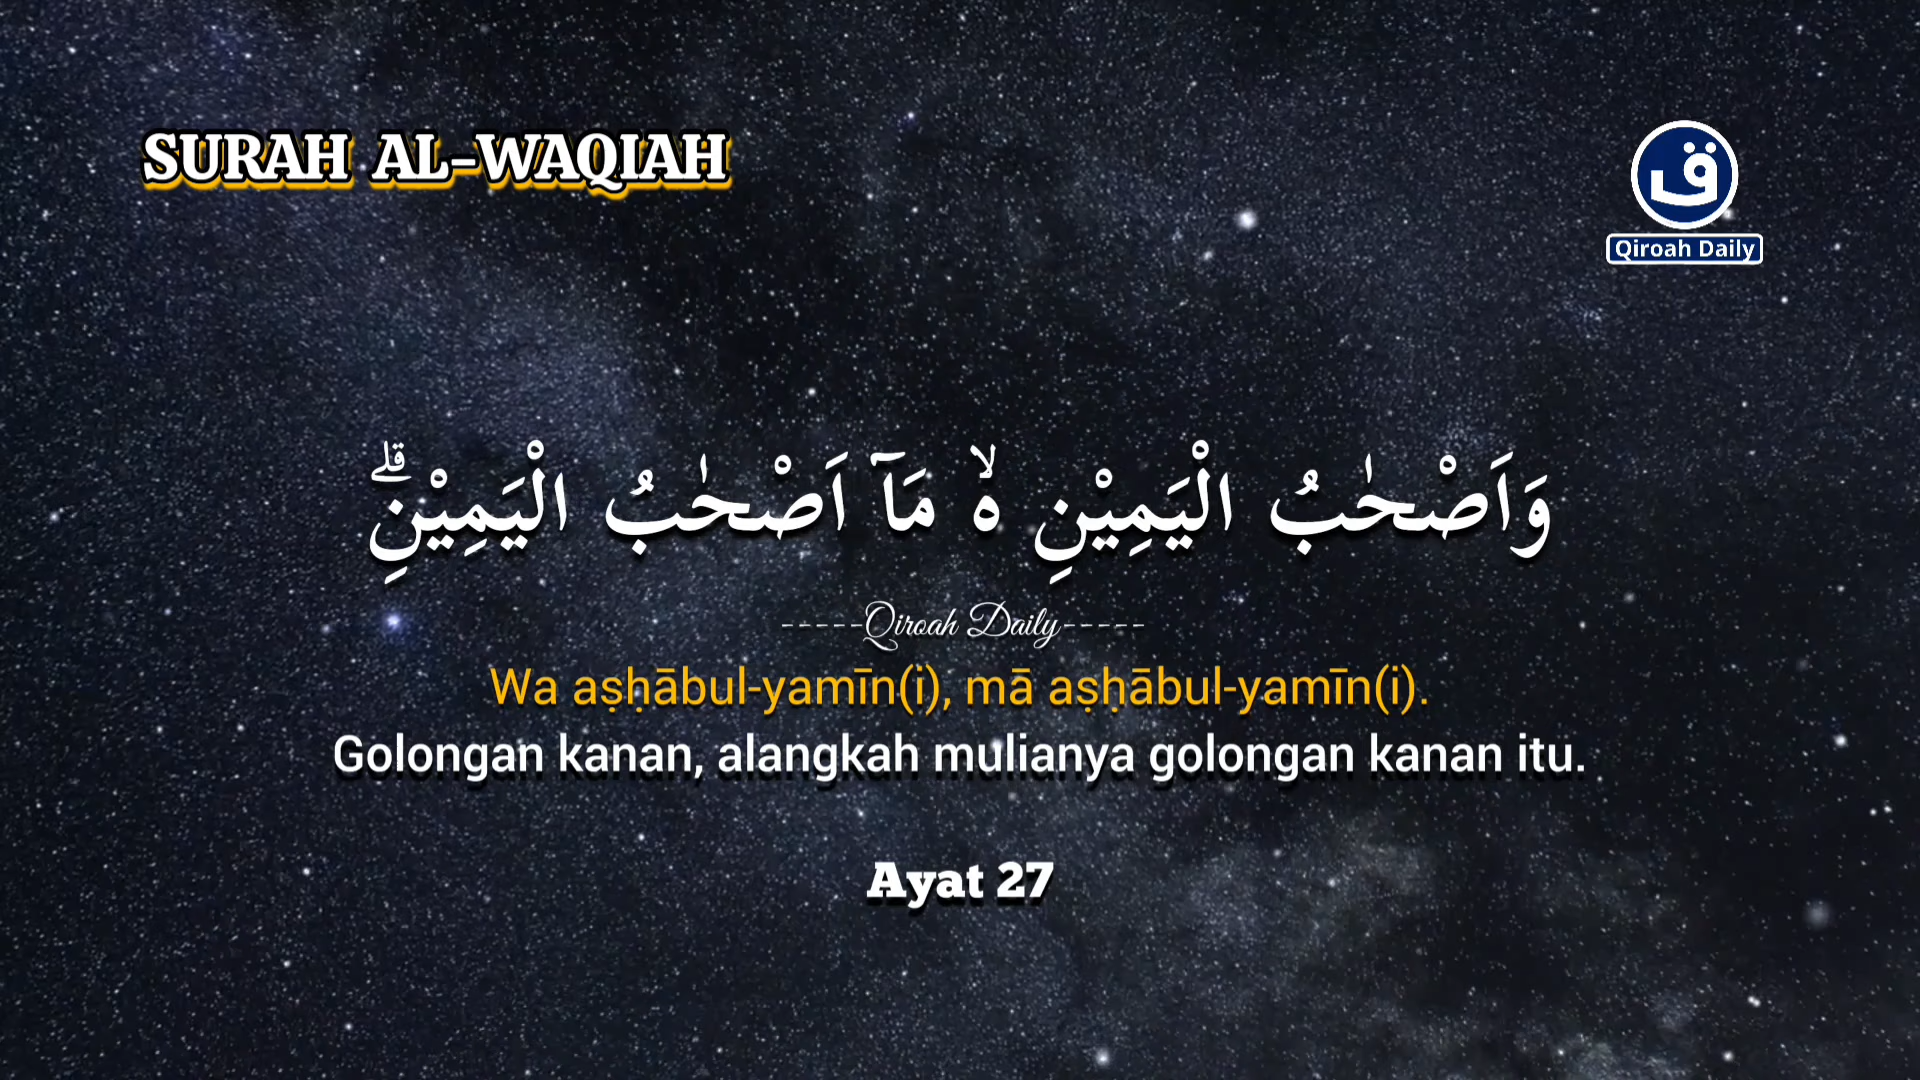 SURAH AL-WAQIAH
ق
Qiroah Daily
وَاَصْحٰبُ الْيَمِيْنِ ەۙ مَآ اَصْحٰبُ الْيَمِيْنِۗ
-----Qiroah Daily-----
Wa aṣḥābul-yamīn(i), mā aṣḥābul-yamīn(i).
Golongan kanan, alangkah mulianya golongan kanan itu.
Ayat 27